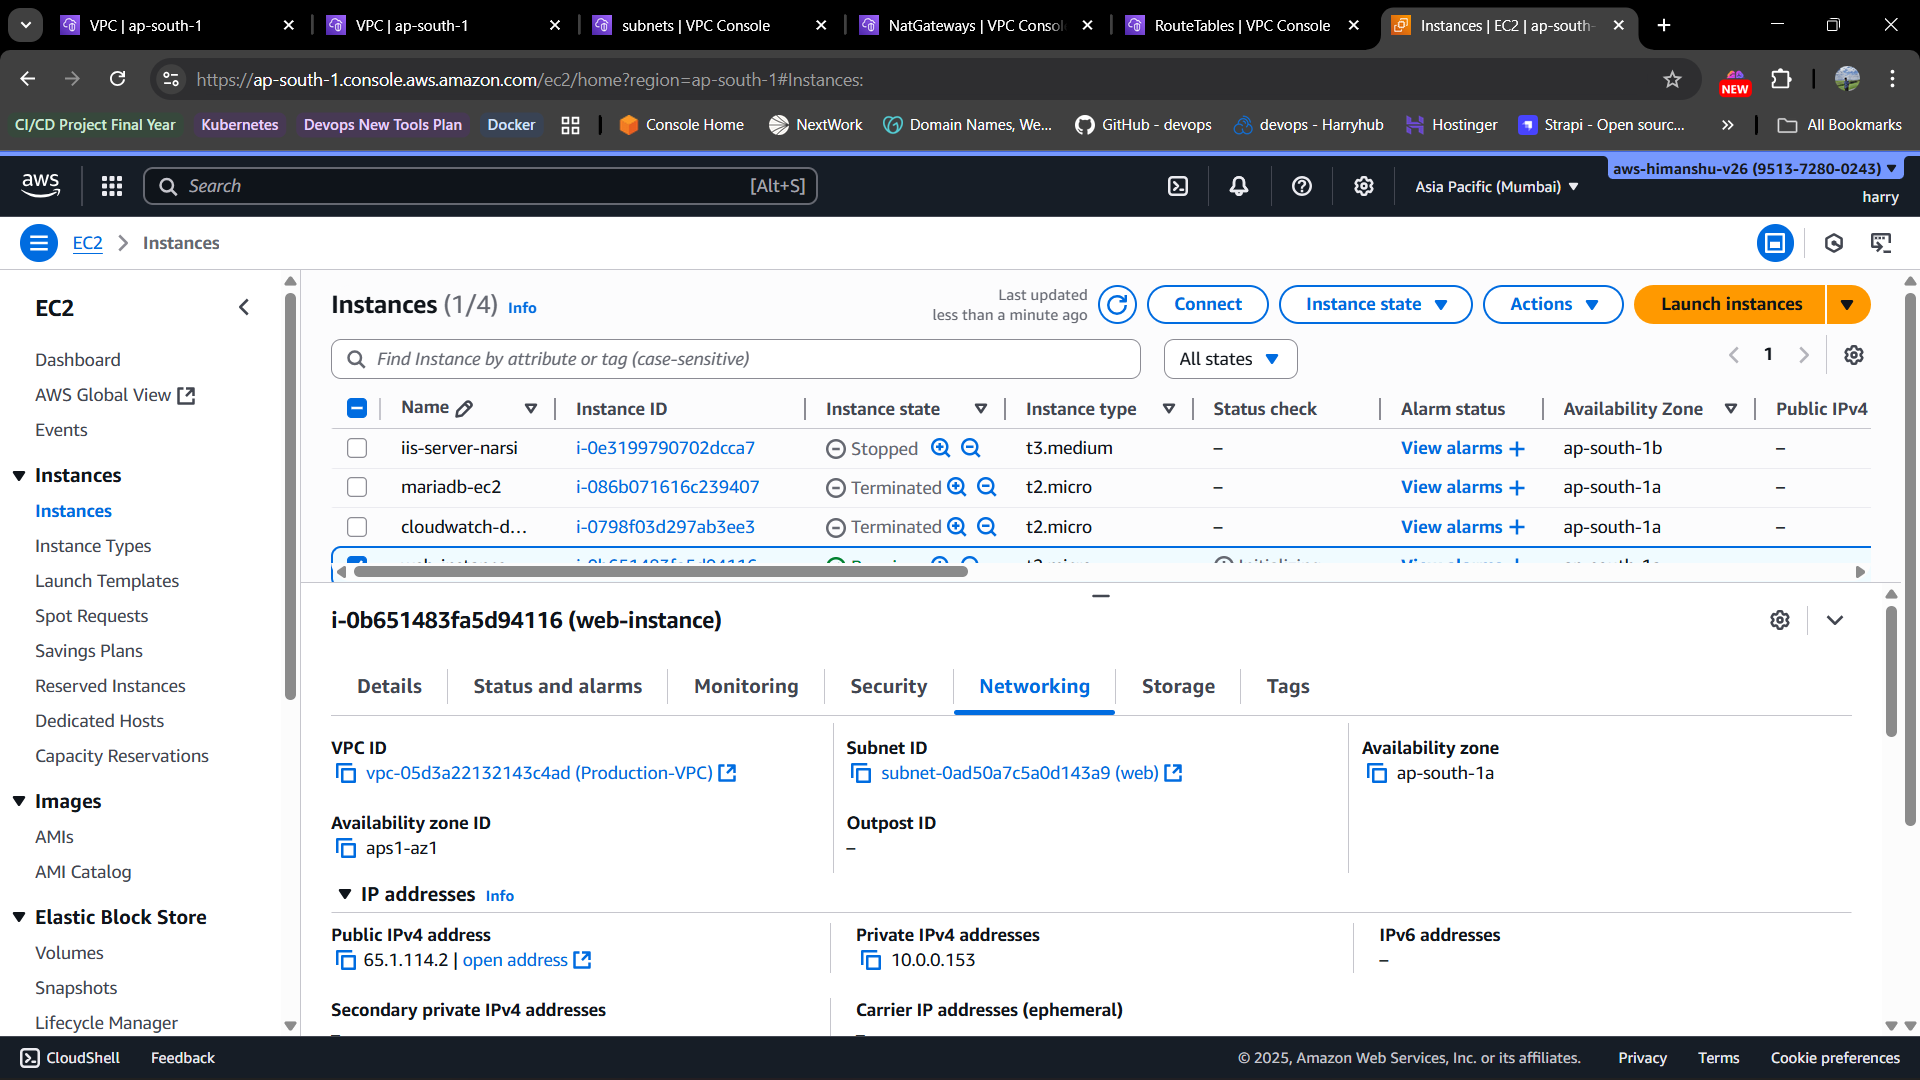 VPC | ap-south-1
VPC | ap-south-1
subnets | VPC Console
NatGateways | VPC Consol
RouteTables | VPC Console
Instances | EC2 | ap-south-
https://ap-south-1.console.aws.amazon.com/ec2/home?region=ap-south-1#Instances:
NEW
CI/CD Project Final Year
Kubernetes
Devops New Tools Plan
Docker
Console Home
NextWork
Domain Names, We...
GitHub - devops
devops - Harryhub
Hostinger
Strapi - Open sourc...
All Bookmarks
aws
Search
[Alt+S]
Asia Pacific (Mumbai)
aws-himanshu-v26 (9513-7280-0243)
harry
EC2
Instances
EC2
Dashboard
AWS Global View
Events
Instances
Instances
Instance Types
Launch Templates
Spot Requests
Savings Plans
Reserved Instances
Dedicated Hosts
Capacity Reservations
Images
AMIs
AMI Catalog
Elastic Block Store
Volumes
Snapshots
Lifecycle Manager
Instances (1/4) Info
Last updated
less than a minute ago
Connect
Instance state
Actions
Launch instances
Find Instance by attribute or tag (case-sensitive)
All states
1
Name Instance ID Instance state Instance type Status check Alarm status Availability Zone Public IPv4
iis-server-narsi i-0e3199790702dcca7 Stopped t3.medium – View alarms + ap-south-1b –
mariadb-ec2 i-086b071616c239407 Terminated t2.micro – View alarms + ap-south-1a –
cloudwatch-d... i-0798f03d297ab3ee3 Terminated t2.micro – View alarms + ap-south-1a –
i-0b651483fa5d94116 (web-instance)
Details
Status and alarms
Monitoring
Security
Networking
Storage
Tags
VPC ID
vpc-05d3a22132143c4ad (Production-VPC)
Subnet ID
subnet-0ad50a7c5a0d143a9 (web)
Availability zone
ap-south-1a
Availability zone ID
aps1-az1
Outpost ID
–
IP addresses Info
Public IPv4 address
65.1.114.2 | open address
Private IPv4 addresses
10.0.0.153
IPv6 addresses
–
Secondary private IPv4 addresses
Carrier IP addresses (ephemeral)
CloudShell
Feedback
© 2025, Amazon Web Services, Inc. or its affiliates.
Privacy
Terms
Cookie preferences